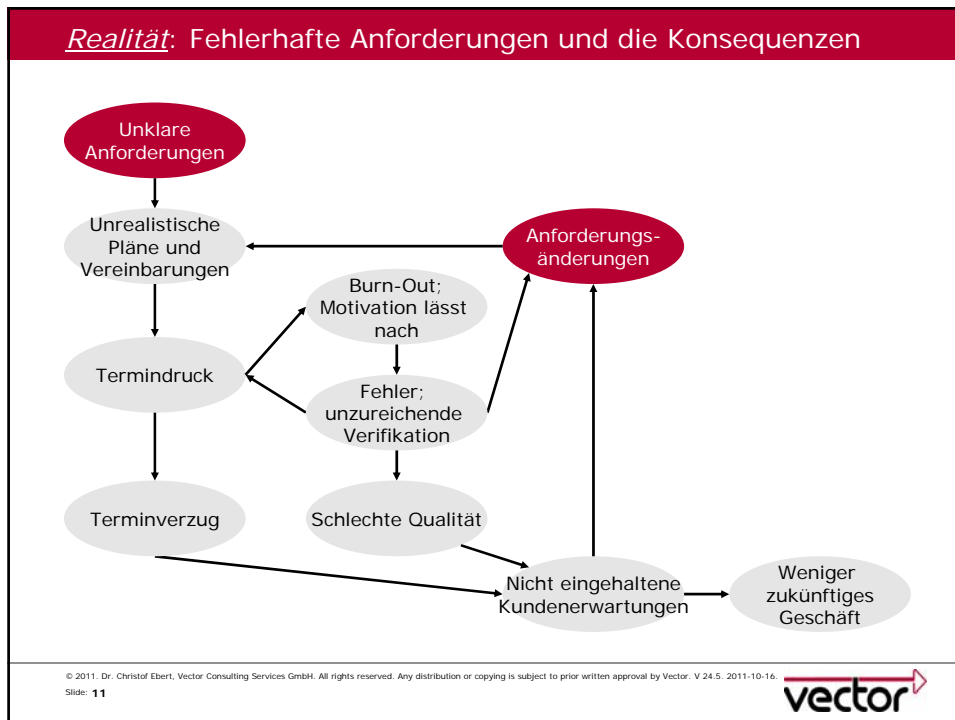 Realität: Fehlerhafte Anforderungen und die Konsequenzen
Unklare
Anforderungen
Unrealistische
Pläne und
Vereinbarungen
Anforderungs-
änderungen
Burn-Out;
Motivation lässt
nach
Termindruck
Fehler;
unzureichende
Verifikation
Terminverzug
Schlechte Qualität
Nicht eingehaltene
Kundenerwartungen
Weniger
zukünftiges
Geschäft
© 2011. Dr. Christof Ebert, Vector Consulting Services GmbH. All rights reserved. Any distribution or copying is subject to prior written approval by Vector. V 24.5. 2011-10-16.
Slide: 11
vector